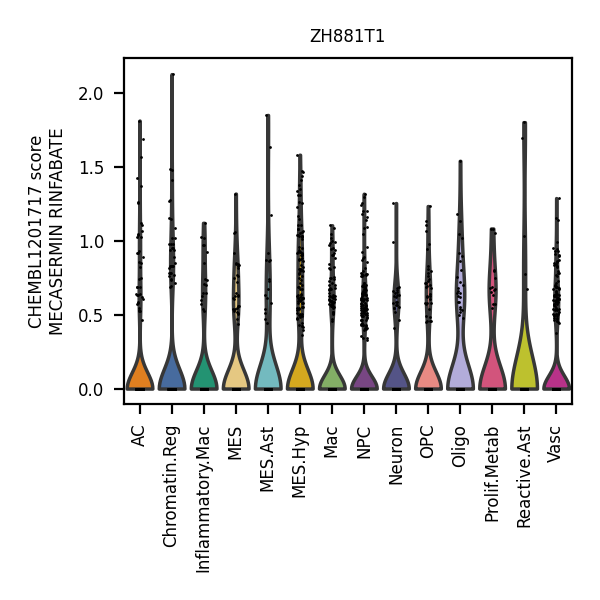 ZH881T1
CHEMBL1201717 score
MECASERMIN RINFABATE
2.0
1.5
1.0
0.5
0.0
AC
Chromatin.Reg
Inflammatory.Mac
MES
MES.Ast
MES.Hyp
Mac
NPC
Neuron
OPC
Oligo
Prolif.Metab
Reactive.Ast
Vasc